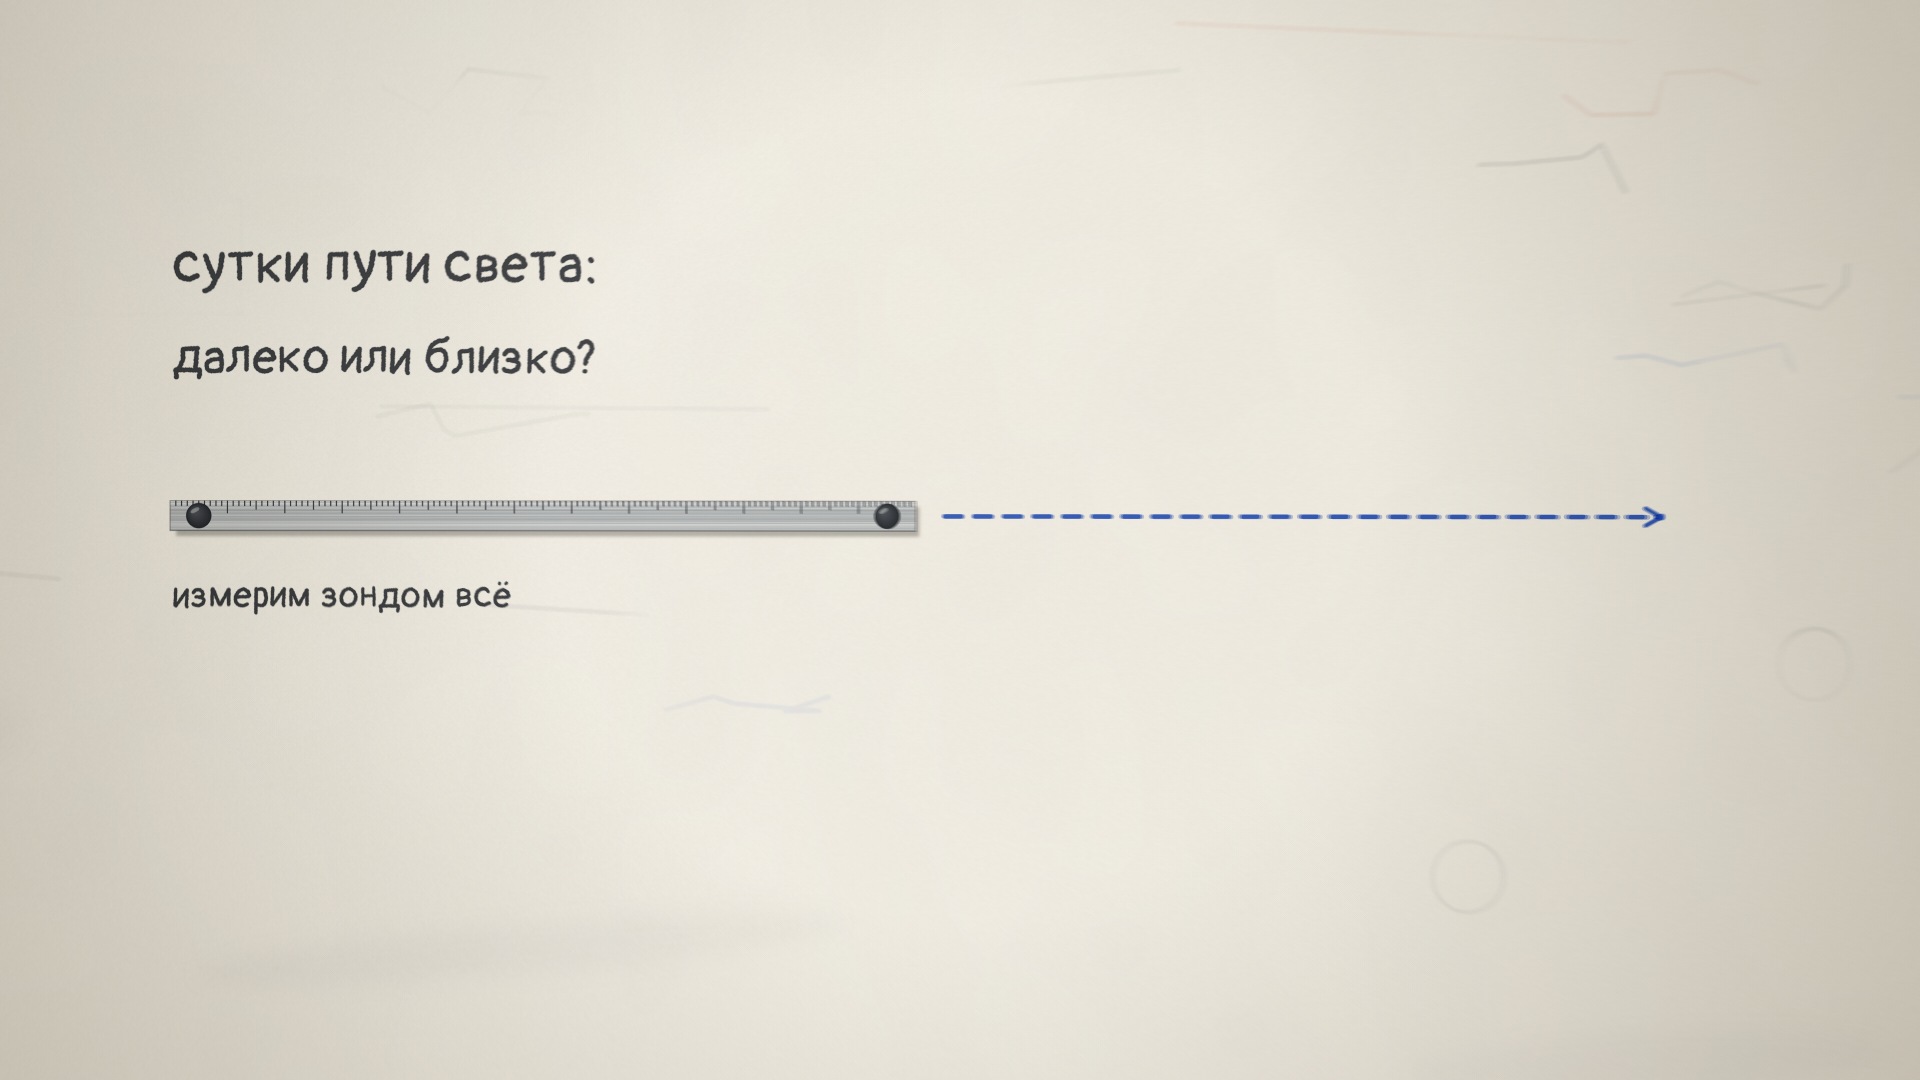 сутки пути света:
далеко или близко?
измерим зондом всё